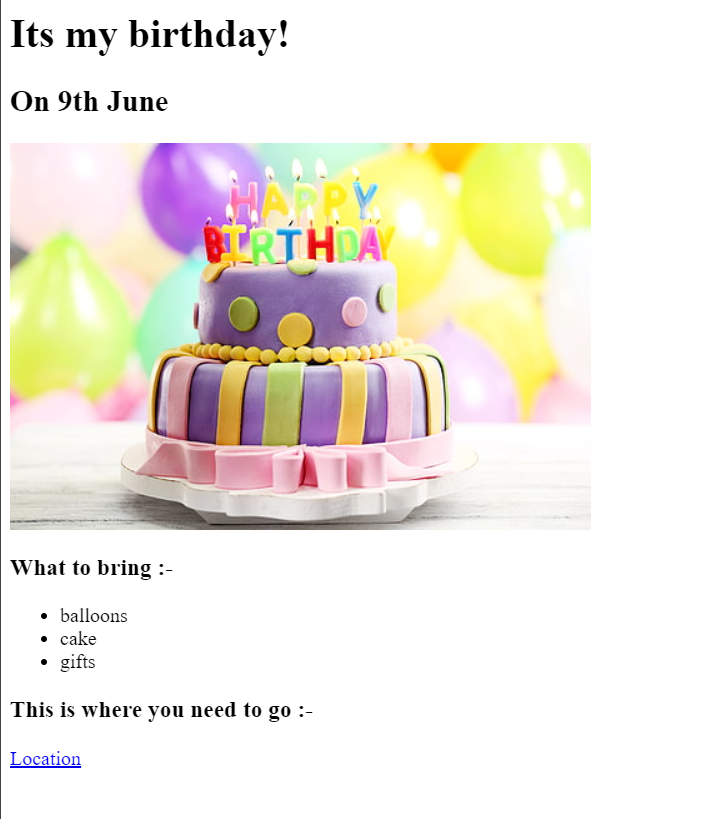 Its my birthday!
On 9th June
HAPPY
BIRTHDAY
What to bring :-
balloons
cake
gifts
This is where you need to go :-
Location